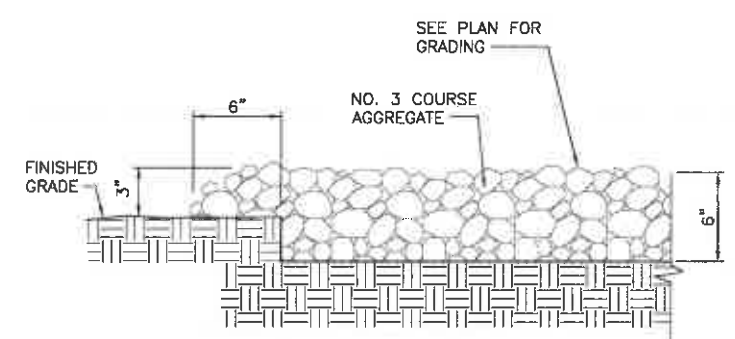 SEE PLAN FOR
GRADING
NO. 3 COURSE
AGGREGATE
6"
FINISHED
GRADE
3"
6"